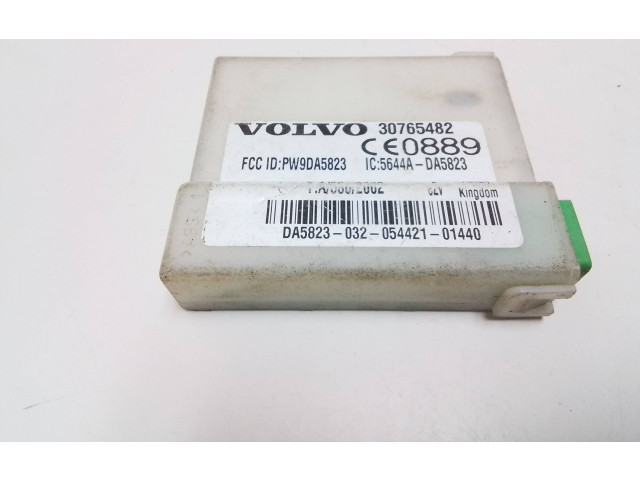 VOLVO 30765482
CE0889
FCC ID:PW9DA5823 IC:5644A-DA5823
Kingdom
DA5823-032-054421-01440